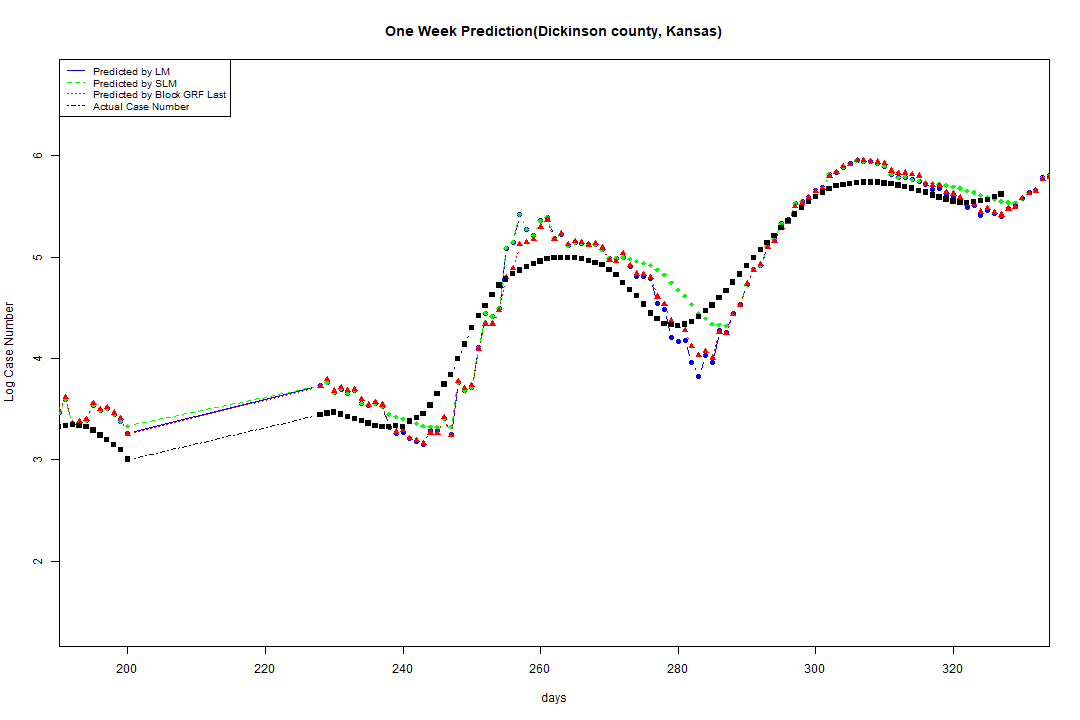 One Week Prediction(Dickinson county, Kansas)
Predicted by LM
Predicted by SLM
Predicted by Block GRF Last
Actual Case Number
Log Case Number
6
5
4
3
2
200 220 240 260 280 300 320
days